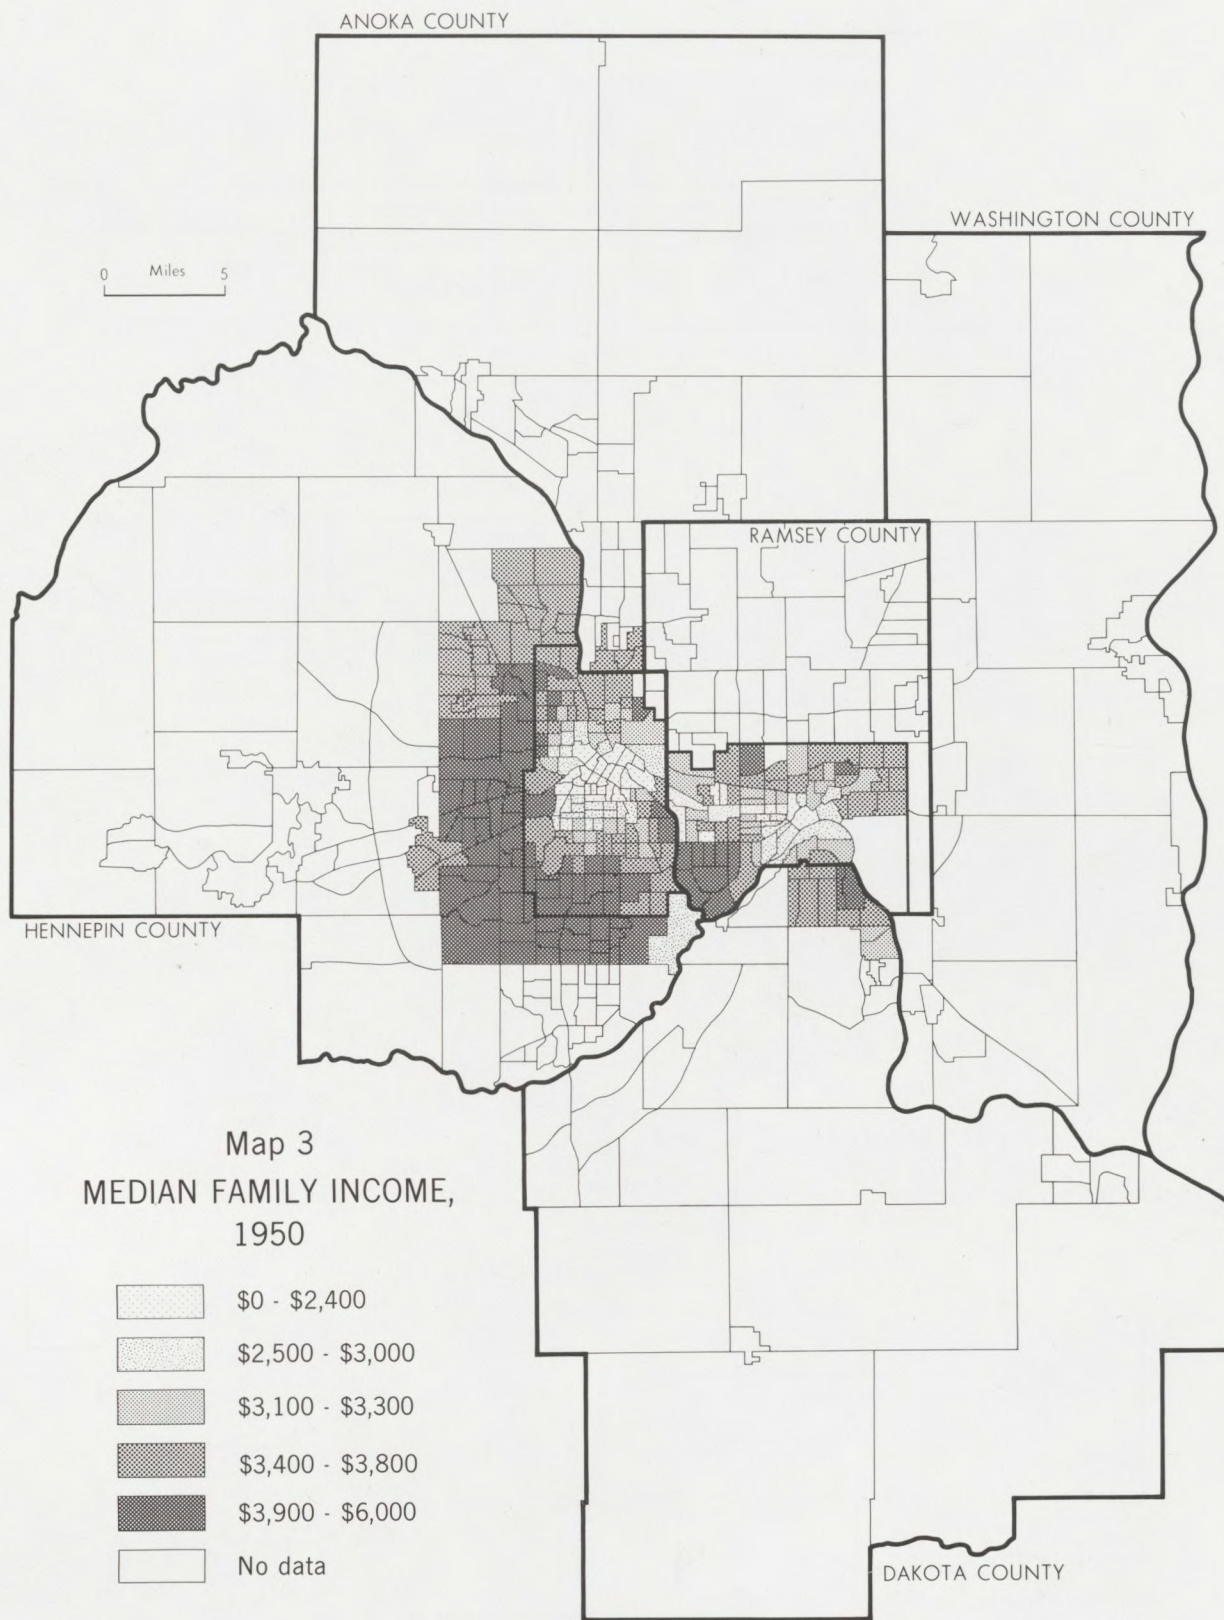 ANOKA COUNTY
WASHINGTON COUNTY
0 Miles 5
RAMSEY COUNTY
HENNEPIN COUNTY
Map 3
MEDIAN FAMILY INCOME,
1950
$0 - $2,400
$2,500 - $3,000
$3,100 - $3,300
$3,400 - $3,800
$3,900 - $6,000
No data
DAKOTA COUNTY